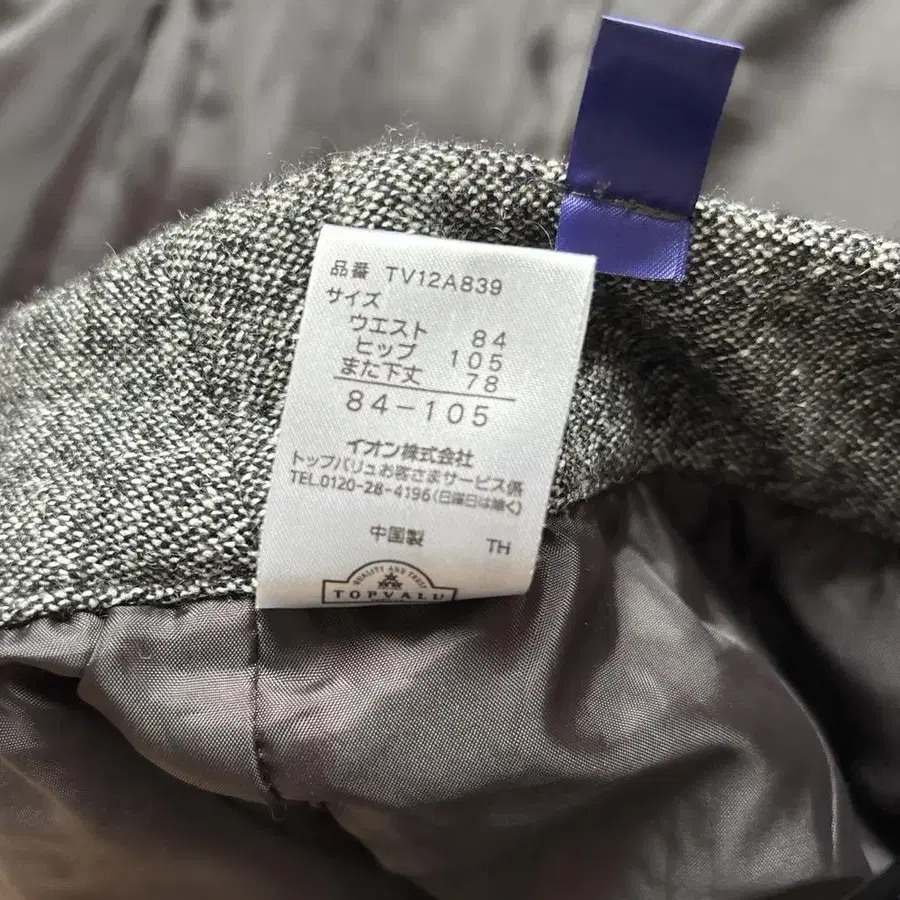 品番 TV12A839
サイズ
ウエスト 84
ヒップ 105
また下丈 78
84-105
イオン株式会社
トップバリュお客さまサービス係
TEL.0120-28-4196(日曜日は除く)
中国製 TH
QUALITY AND TRUST
TOPVALU